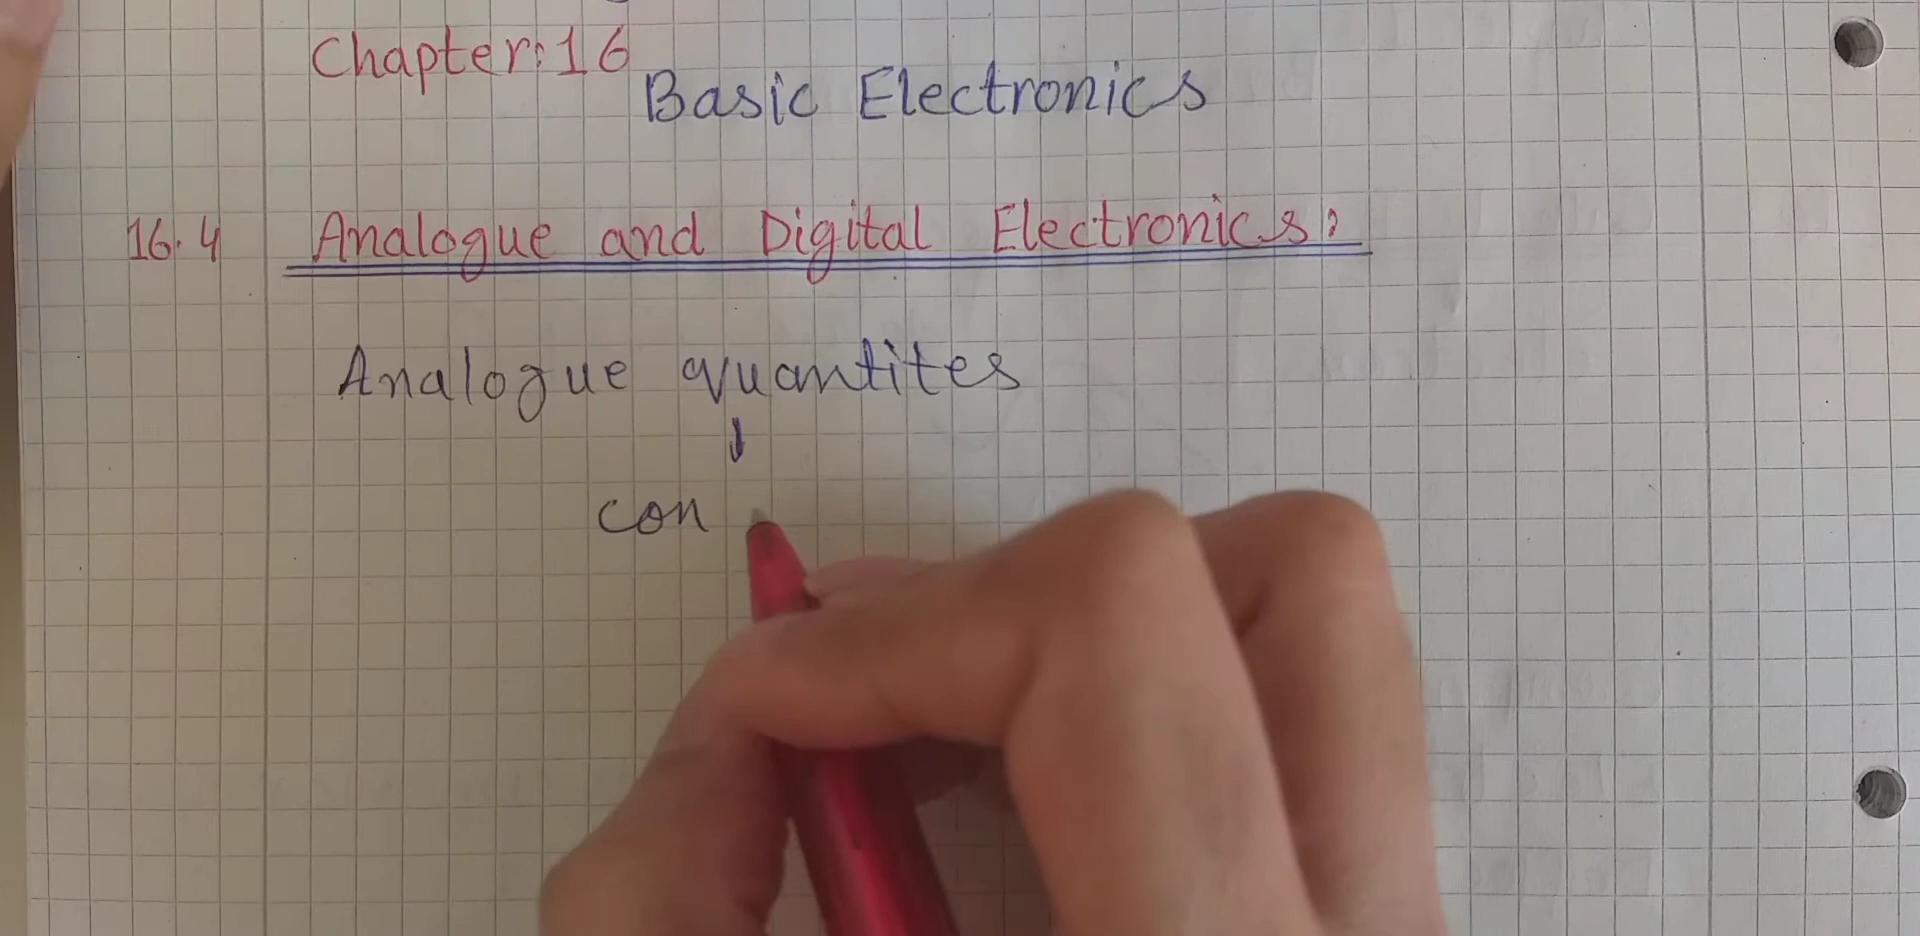 Chapter: 16
Basic Electronics
16.4 Analogue and Digital Electronics:
Analogue quantites
con